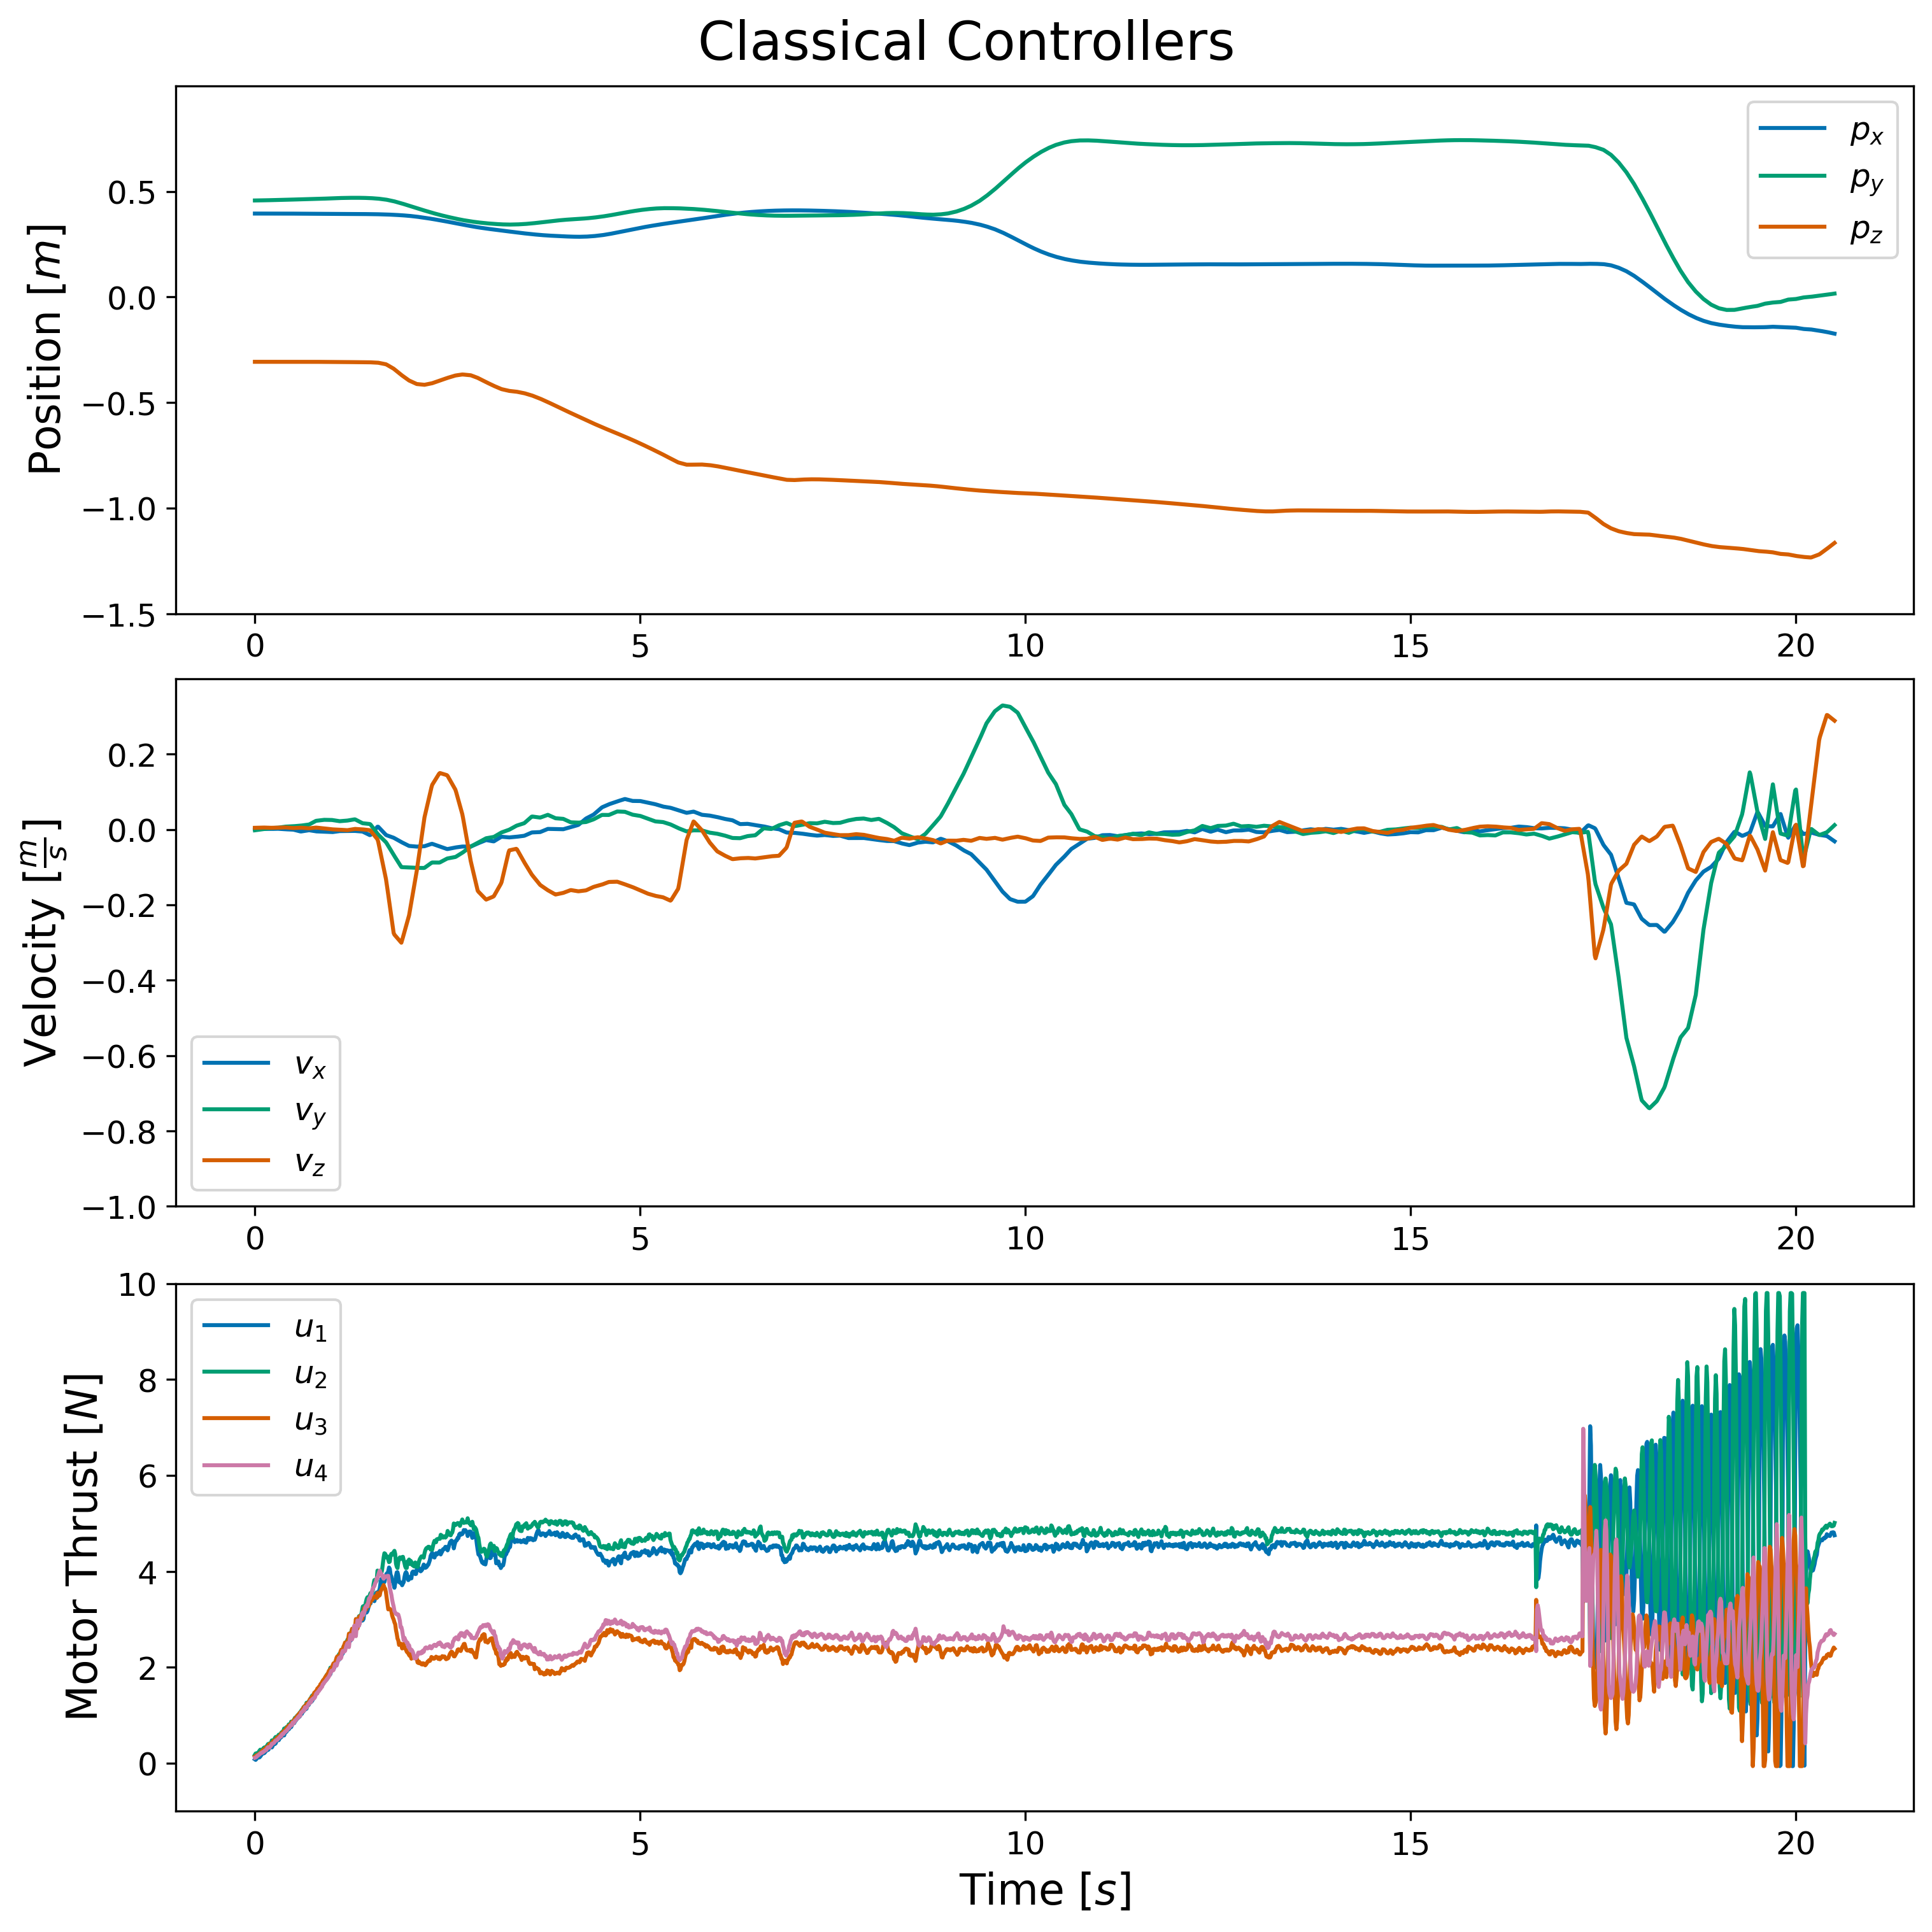 Classical Controllers
Position [m]
0.5
0.0
−0.5
−1.0
−1.5
0 5 10 15 20
p_x
p_y
p_z
Velocity [m/s]
0.2
0.0
−0.2
−0.4
−0.6
−0.8
−1.0
0 5 10 15 20
v_x
v_y
v_z
Motor Thrust [N]
10
8
6
4
2
0
0 5 10 15 20
u_1
u_2
u_3
u_4
Time [s]